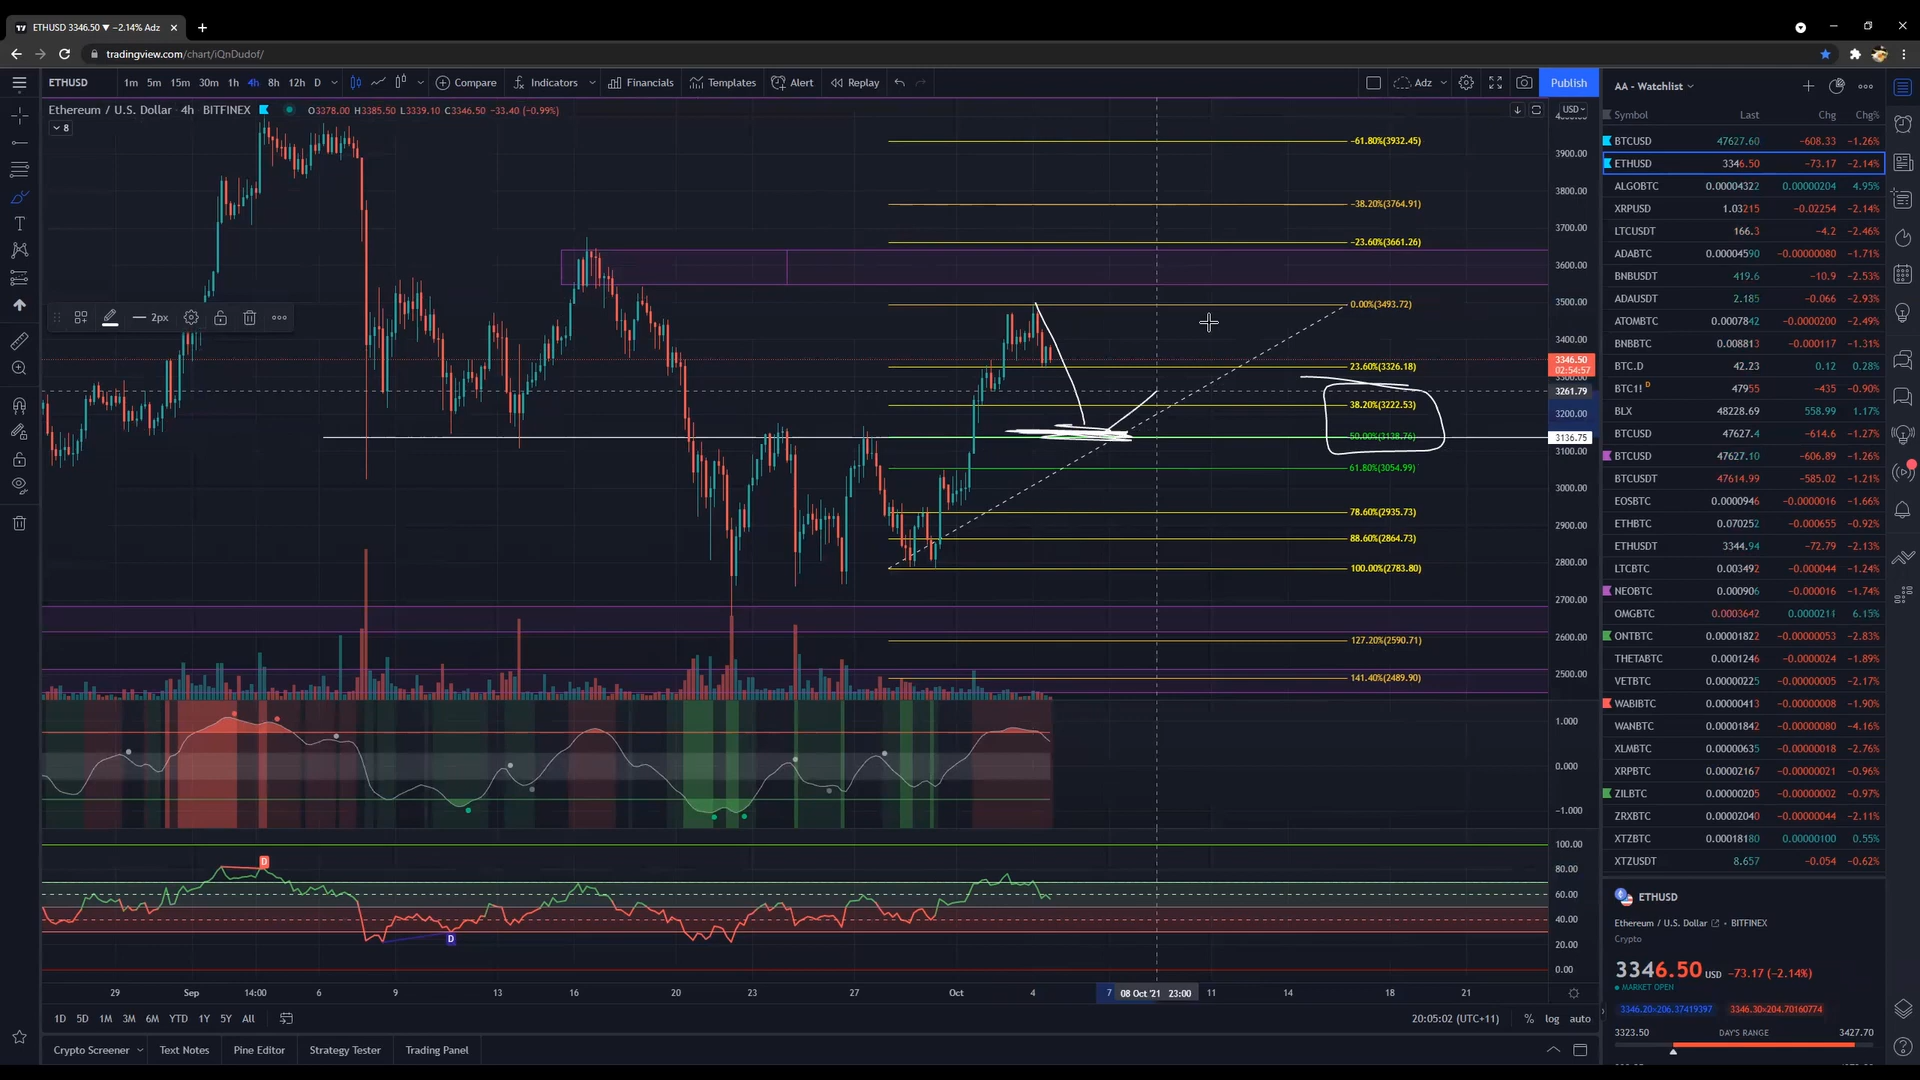 ETHUSD 3346.50 ▼ −2.14% Adz
tradingview.com/chart/iQnDudof/
ETHUSD 1m 5m 15m 30m 1h 4h 8h 12h D Compare Indicators Financials Templates Alert Replay Adz Publish
Ethereum / U.S. Dollar 4h BITFINEX O3378.00 H3385.50 L3339.10 C3346.50 −33.40 (−0.99%)
8
2px
USD
3900.00
3800.00
3700.00
3600.00
3500.00
3400.00
3346.50
02:54:57
3261.79
3200.00
3136.75
3100.00
3000.00
2900.00
2800.00
2700.00
2600.00
2500.00
−61.80%(3932.45)
−38.20%(3764.91)
−23.60%(3661.26)
0.00%(3493.72)
23.60%(3326.18)
38.20%(3222.53)
50.00%(3138.76)
61.80%(3054.99)
78.60%(2935.73)
88.60%(2864.73)
100.00%(2783.80)
127.20%(2590.71)
141.40%(2489.90)
1.000
0.000
−1.000
D
D
100.00
80.00
60.00
40.00
20.00
0.00
29 Sep 14:00 6 9 13 16 20 23 27 Oct 4 7 08 Oct '21 23:00 11 14 18 21
1D 5D 1M 3M 6M YTD 1Y 5Y All
20:05:02 (UTC+11) % log auto
Crypto Screener Text Notes Pine Editor Strategy Tester Trading Panel
AA - Watchlist
Symbol Last Chg Chg%
BTCUSD 47627.60 −608.33 −1.26%
ETHUSD 3346.50 −73.17 −2.14%
ALGOBTC 0.00004322 0.00000204 4.95%
XRPUSD 1.03215 −0.02254 −2.14%
LTCUSDT 166.3 −4.2 −2.46%
ADABTC 0.00004590 −0.00000080 −1.71%
BNBUSDT 419.6 −10.9 −2.53%
ADAUSDT 2.185 −0.066 −2.93%
ATOMBTC 0.0007842 −0.0000200 −2.49%
BNBBTC 0.008813 −0.000117 −1.31%
BTC.D 42.23 0.12 0.28%
BTC1! D 47955 −435 −0.90%
BLX 48228.69 558.99 1.17%
BTCUSD 47627.4 −614.6 −1.27%
BTCUSD 47627.10 −606.89 −1.26%
BTCUSDT 47614.99 −585.02 −1.21%
EOSBTC 0.0000946 −0.0000016 −1.66%
ETHBTC 0.070252 −0.000655 −0.92%
ETHUSDT 3344.94 −72.79 −2.13%
LTCBTC 0.003492 −0.000044 −1.24%
NEOBTC 0.000906 −0.000016 −1.74%
OMGBTC 0.0003642 0.0000211 6.15%
ONTBTC 0.00001822 −0.00000053 −2.83%
THETABTC 0.0001246 −0.0000024 −1.89%
VETBTC 0.00000225 −0.00000005 −2.17%
WABIBTC 0.00000413 −0.00000008 −1.90%
WANBTC 0.00001842 −0.00000080 −4.16%
XLMBTC 0.00000635 −0.00000018 −2.76%
XRPBTC 0.00002167 −0.00000021 −0.96%
ZILBTC 0.00000205 −0.00000002 −0.97%
ZRXBTC 0.00002040 −0.00000044 −2.11%
XTZBTC 0.00018180 0.00000100 0.55%
XTZUSDT 8.657 −0.054 −0.62%
ETHUSD
Ethereum / U.S. Dollar • BITFINEX
Crypto
3346.50 USD −73.17 (−2.14%)
MARKET OPEN
3346.20×206.37419397 3346.30×204.70160774
3323.50 DAY'S RANGE 3427.70